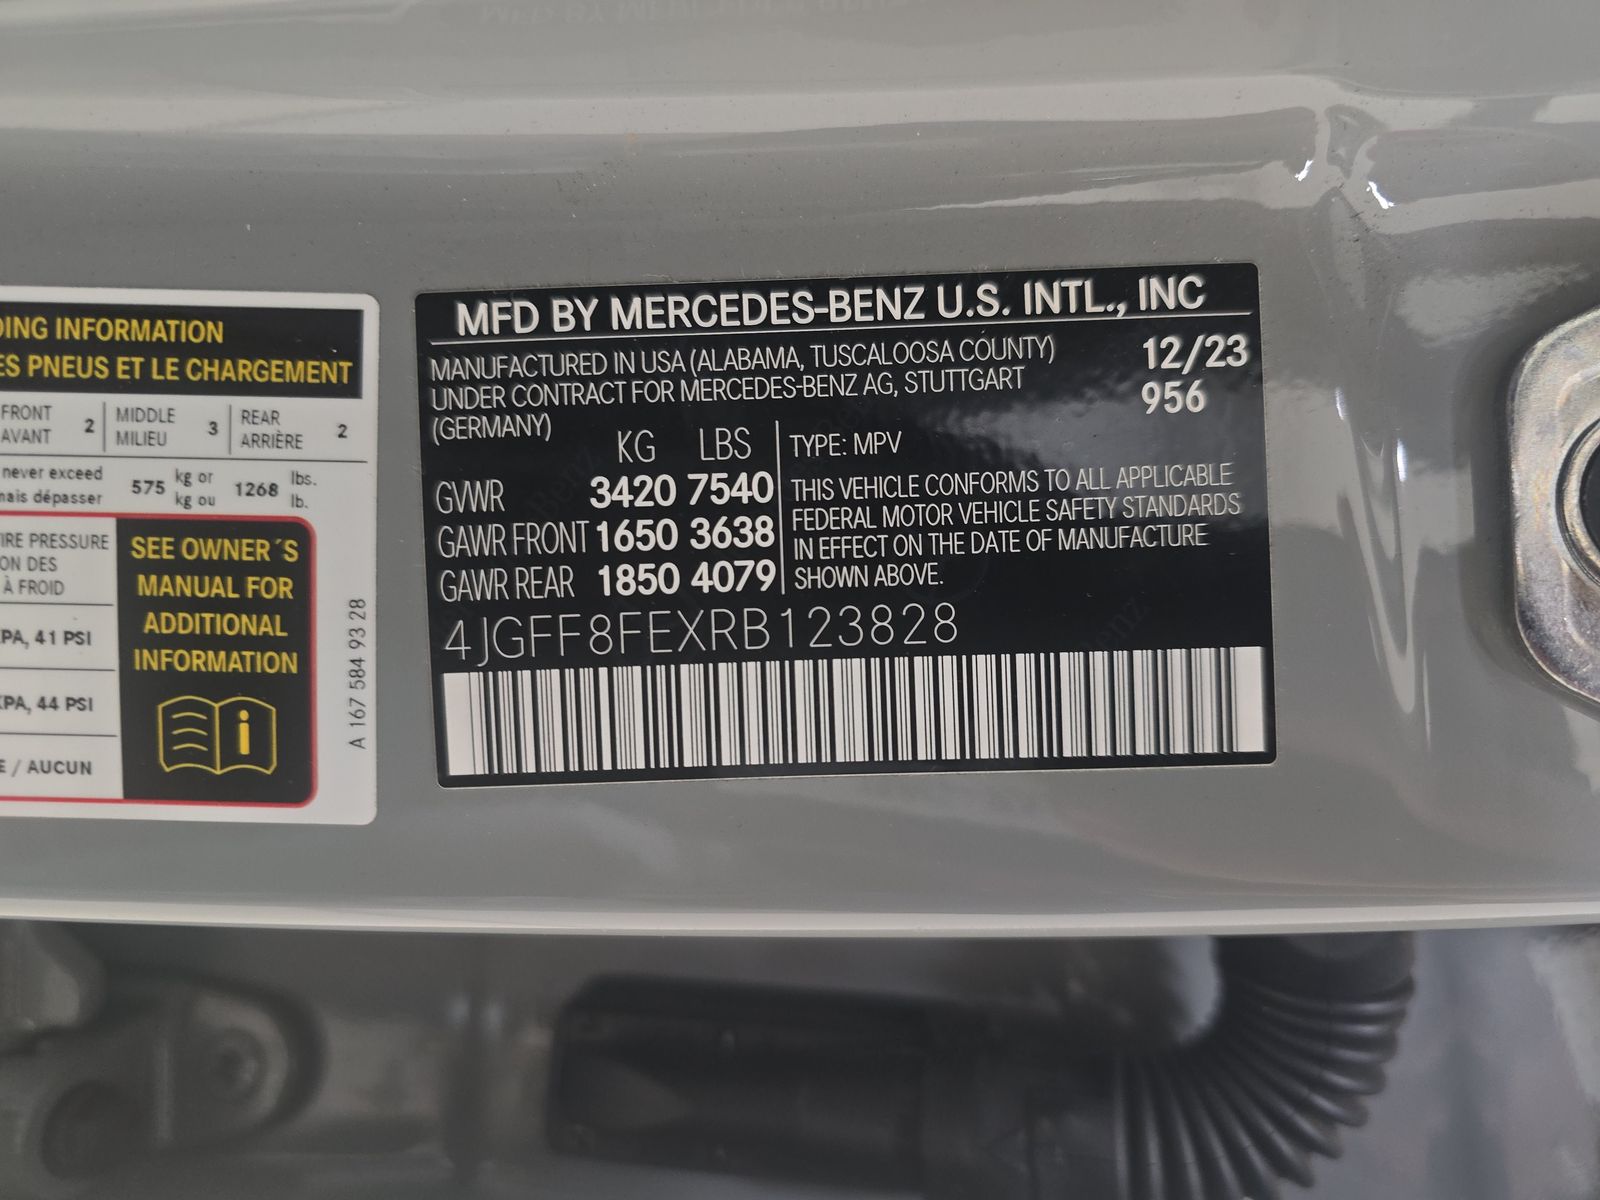 DING INFORMATION
ES PNEUS ET LE CHARGEMENT
FRONT
AVANT
2
MIDDLE
MILIEU
3
REAR
ARRIÈRE
2
never exceed
mais dépasser
575
kg or
kg ou
1268
lbs.
lb.
TIRE PRESSURE
ON DES
À FROID
KPA, 41 PSI
KPA, 44 PSI
E / AUCUN
SEE OWNER´S
MANUAL FOR
ADDITIONAL
INFORMATION
A 167 584 93 28
MFD BY MERCEDES-BENZ U.S. INTL., INC
MANUFACTURED IN USA (ALABAMA, TUSCALOOSA COUNTY)
UNDER CONTRACT FOR MERCEDES-BENZ AG, STUTTGART
(GERMANY)
12/23
956
KG LBS
GVWR 3420 7540
GAWR FRONT 1650 3638
GAWR REAR 1850 4079
TYPE: MPV
THIS VEHICLE CONFORMS TO ALL APPLICABLE
FEDERAL MOTOR VEHICLE SAFETY STANDARDS
IN EFFECT ON THE DATE OF MANUFACTURE
SHOWN ABOVE.
4JGFF8FEXRB123828